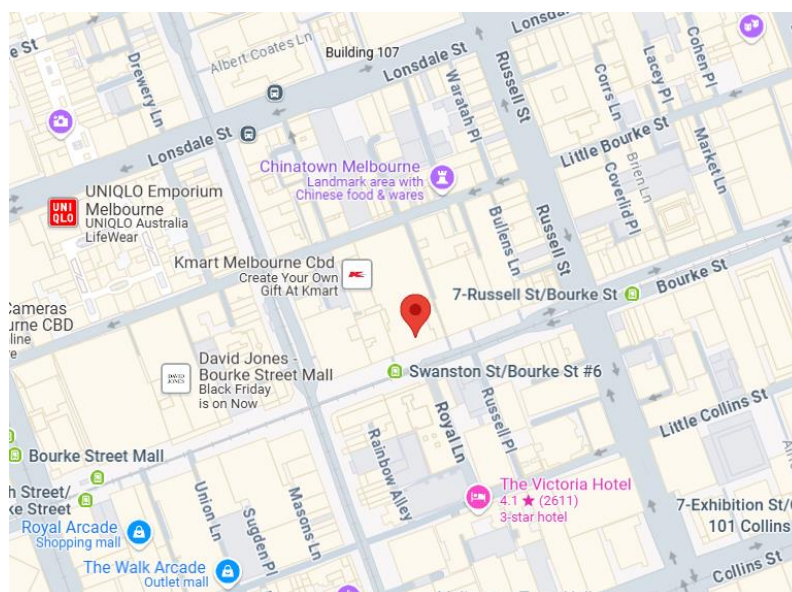 e St
Drewery Ln
Albert Coates Ln
Building 107
Lonsdale St
Lonsdale St
Waratah Pl
Russell St
Corrs Ln
Lacey Pl
Cohen Pl
Little Bourke St
Brien Ln
Market Ln
Coverlid Pl
Chinatown Melbourne
Landmark area with
Chinese food & wares
UNI
QLO
UNIQLO Emporium
Melbourne
UNIQLO Australia
LifeWear
Bullens Ln
Russell St
Kmart Melbourne Cbd
Create Your Own
Gift At Kmart
7-Russell St/Bourke St
Bourke St
Cameras
urne CBD
line
re
DAVID
JONES
David Jones -
Bourke Street Mall
Black Friday
is on Now
Swanston St/Bourke St #6
Royal Ln
Russell Pl
Little Collins St
Rainbow Alley
Bourke Street Mall
h Street/
ke Street
Union Ln
Sugden Pl
Masons Ln
The Victoria Hotel
4.1 ★ (2611)
3-star hotel
Royal Arcade
Shopping mall
The Walk Arcade
Outlet mall
7-Exhibition St/C
101 Collins
Collins St